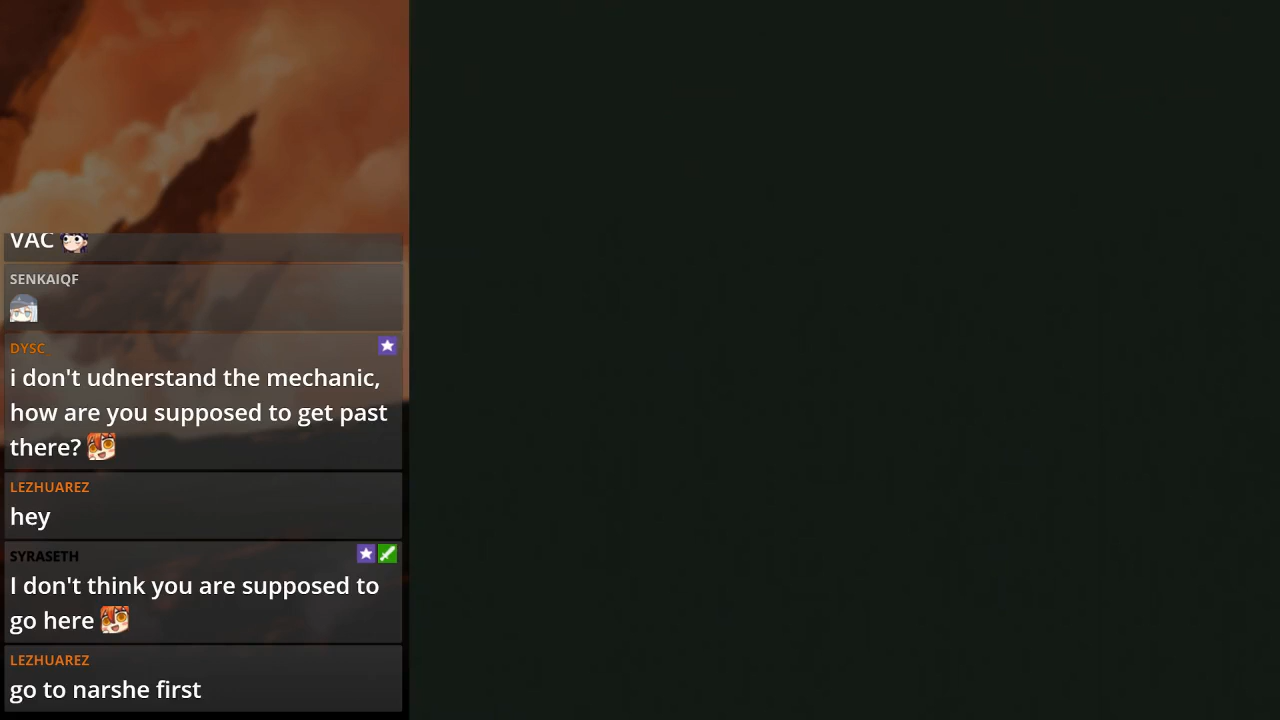 VAC
SENKAIQF
DYSC
i don't udnerstand the mechanic,
how are you supposed to get past
there?
LEZHUAREZ
hey
SYRASETH
I don't think you are supposed to
go here
LEZHUAREZ
go to narshe first